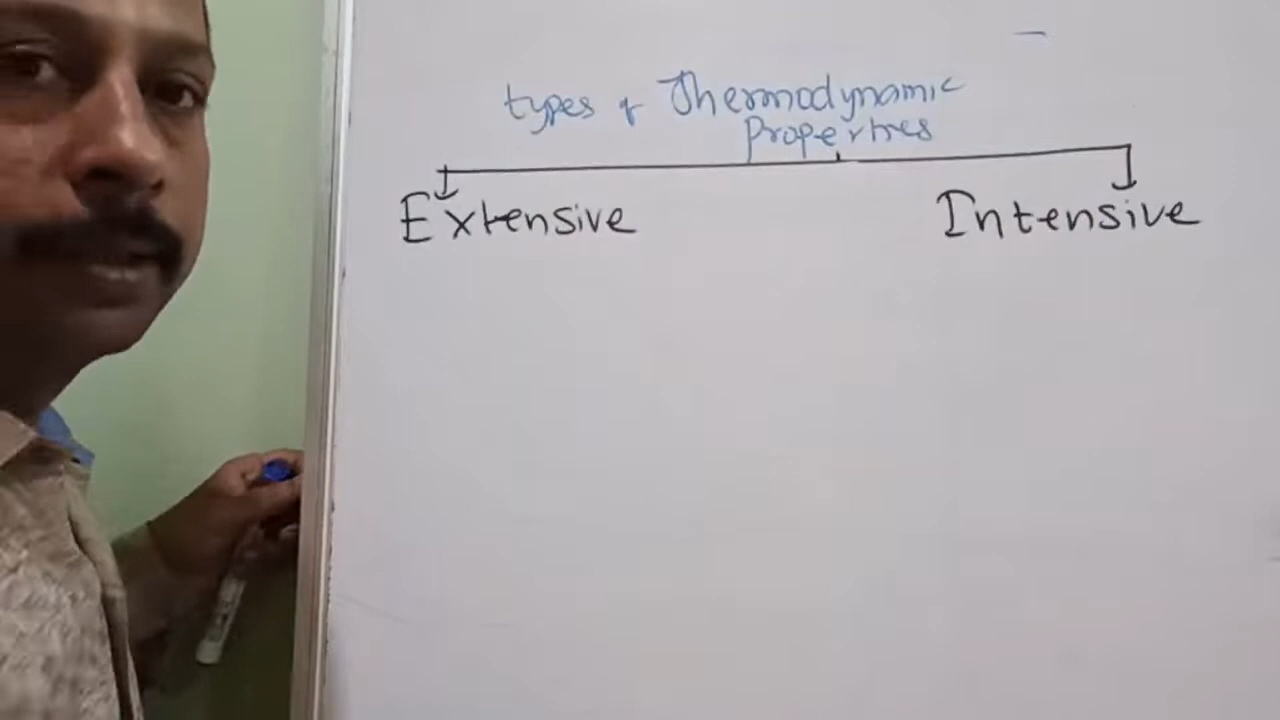 types of Thermodynamic
Properties
Extensive
Intensive